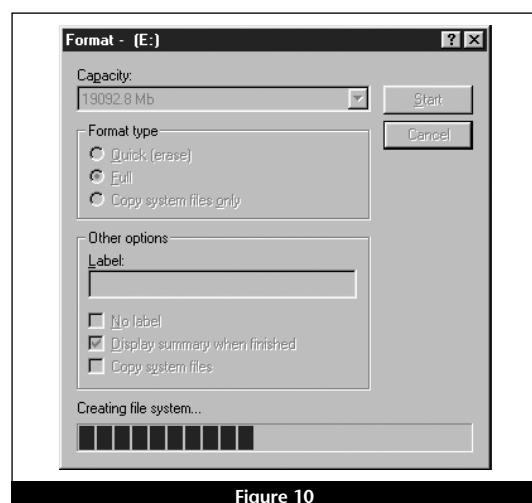 Format - (E:)
Capacity:
19092.8 Mb
Start
Cancel
Format type
Quick (erase)
Full
Copy system files only
Other options
Label:
No label
Display summary when finished
Copy system files
Creating file system...
Figure 10